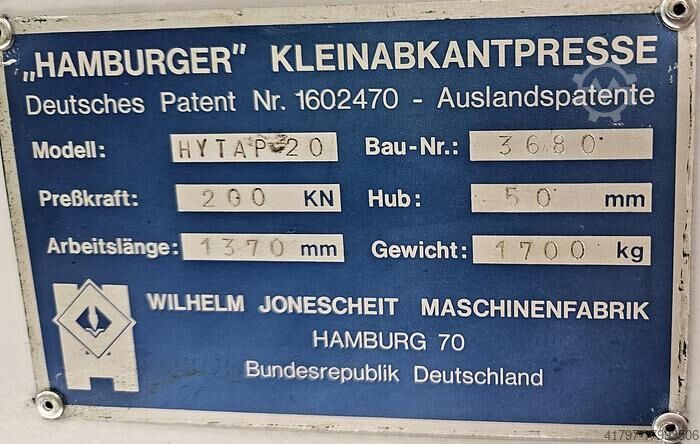 „HAMBURGER” KLEINABKANTPRESSE
Deutsches Patent Nr. 1602470 - Auslandspatente
Modell: HYTAP 20 Bau-Nr.: 3680
Preßkraft: 200 KN Hub: 50 mm
Arbeitslänge: 1370 mm Gewicht: 1700 kg
WILHELM JONESCHEIT MASCHINENFABRIK
HAMBURG 70
Bundesrepublik Deutschland